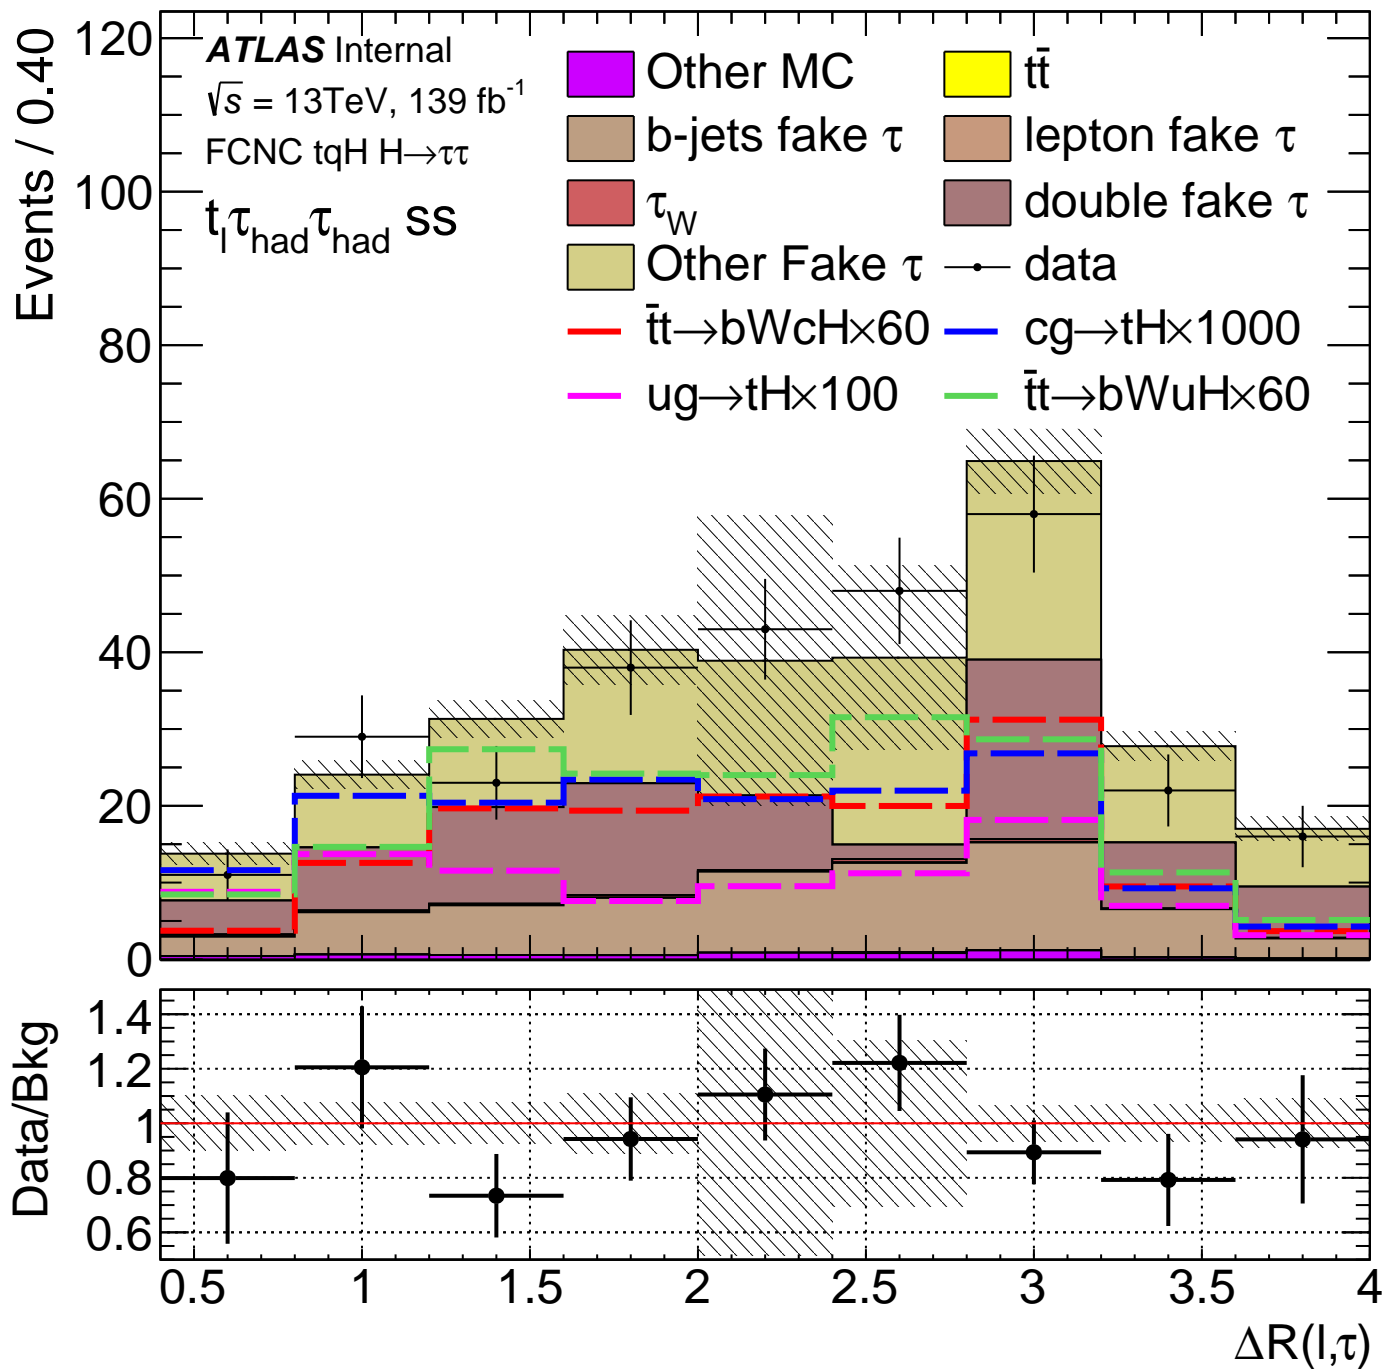 Events / 0.40
120
100
80
60
40
20
0
ATLAS Internal
√s = 13TeV, 139 fb⁻¹
FCNC tqH H→ττ
tₗτ_hadτ_had SS
Other MC
tt̄
b-jets fake τ
lepton fake τ
τ_W
double fake τ
Other Fake τ
data
t̄t→bWcH×60
cg→tH×1000
ug→tH×100
t̄t→bWuH×60
Data/Bkg
1.4
1.2
1
0.8
0.6
0.5 1 1.5 2 2.5 3 3.5 4
ΔR(l,τ)